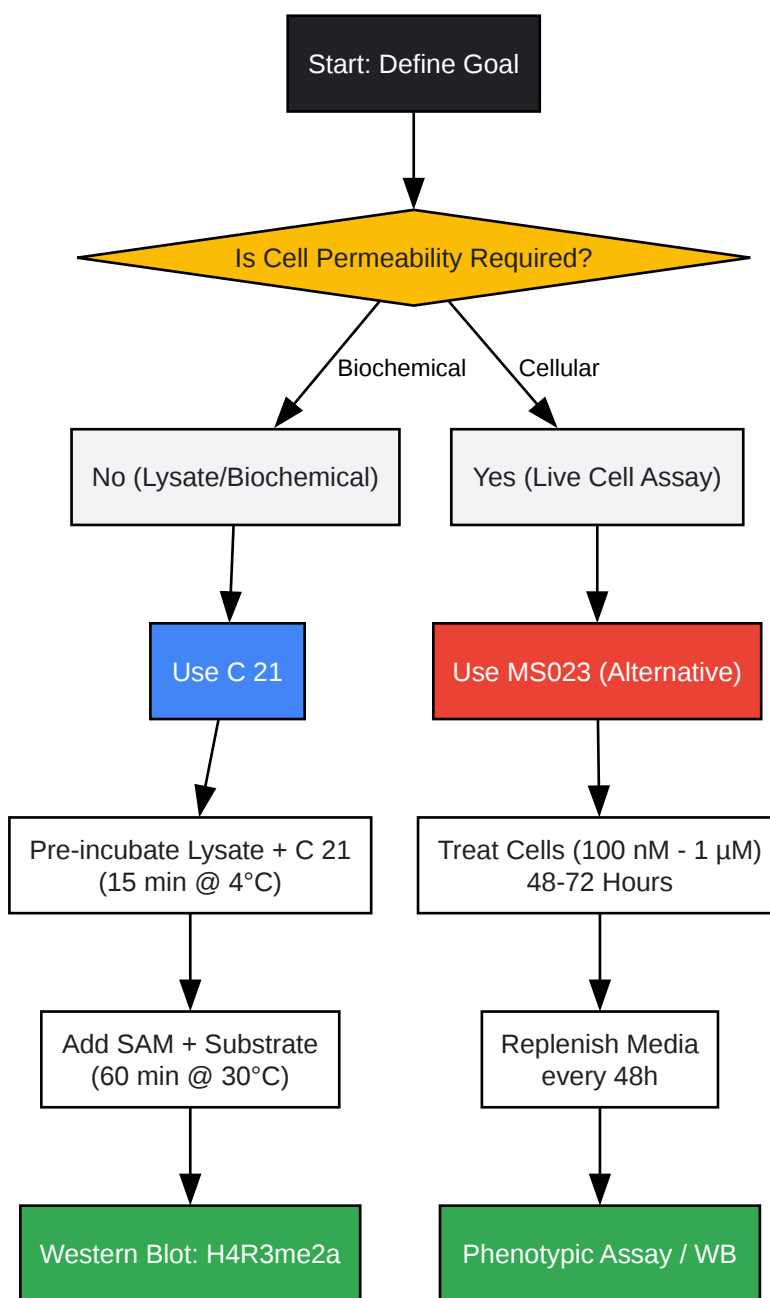 Start: Define Goal
Is Cell Permeability Required?
Biochemical
Cellular
No (Lysate/Biochemical)
Yes (Live Cell Assay)
Use C 21
Use MS023 (Alternative)
Pre-incubate Lysate + C 21
(15 min @ 4°C)
Treat Cells (100 nM - 1 µM)
48-72 Hours
Add SAM + Substrate
(60 min @ 30°C)
Replenish Media
every 48h
Western Blot: H4R3me2a
Phenotypic Assay / WB